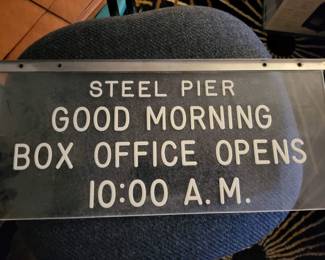 STEEL PIER
GOOD MORNING
BOX OFFICE OPENS
10:00 A.M.